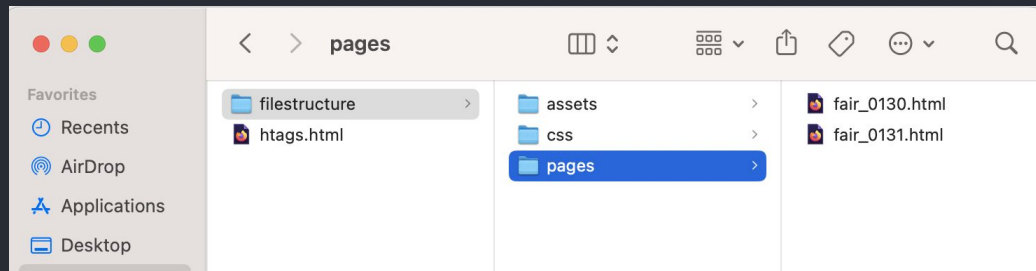 pages
Favorites
Recents
AirDrop
Applications
Desktop
filestructure
htags.html
assets
css
pages
fair_0130.html
fair_0131.html